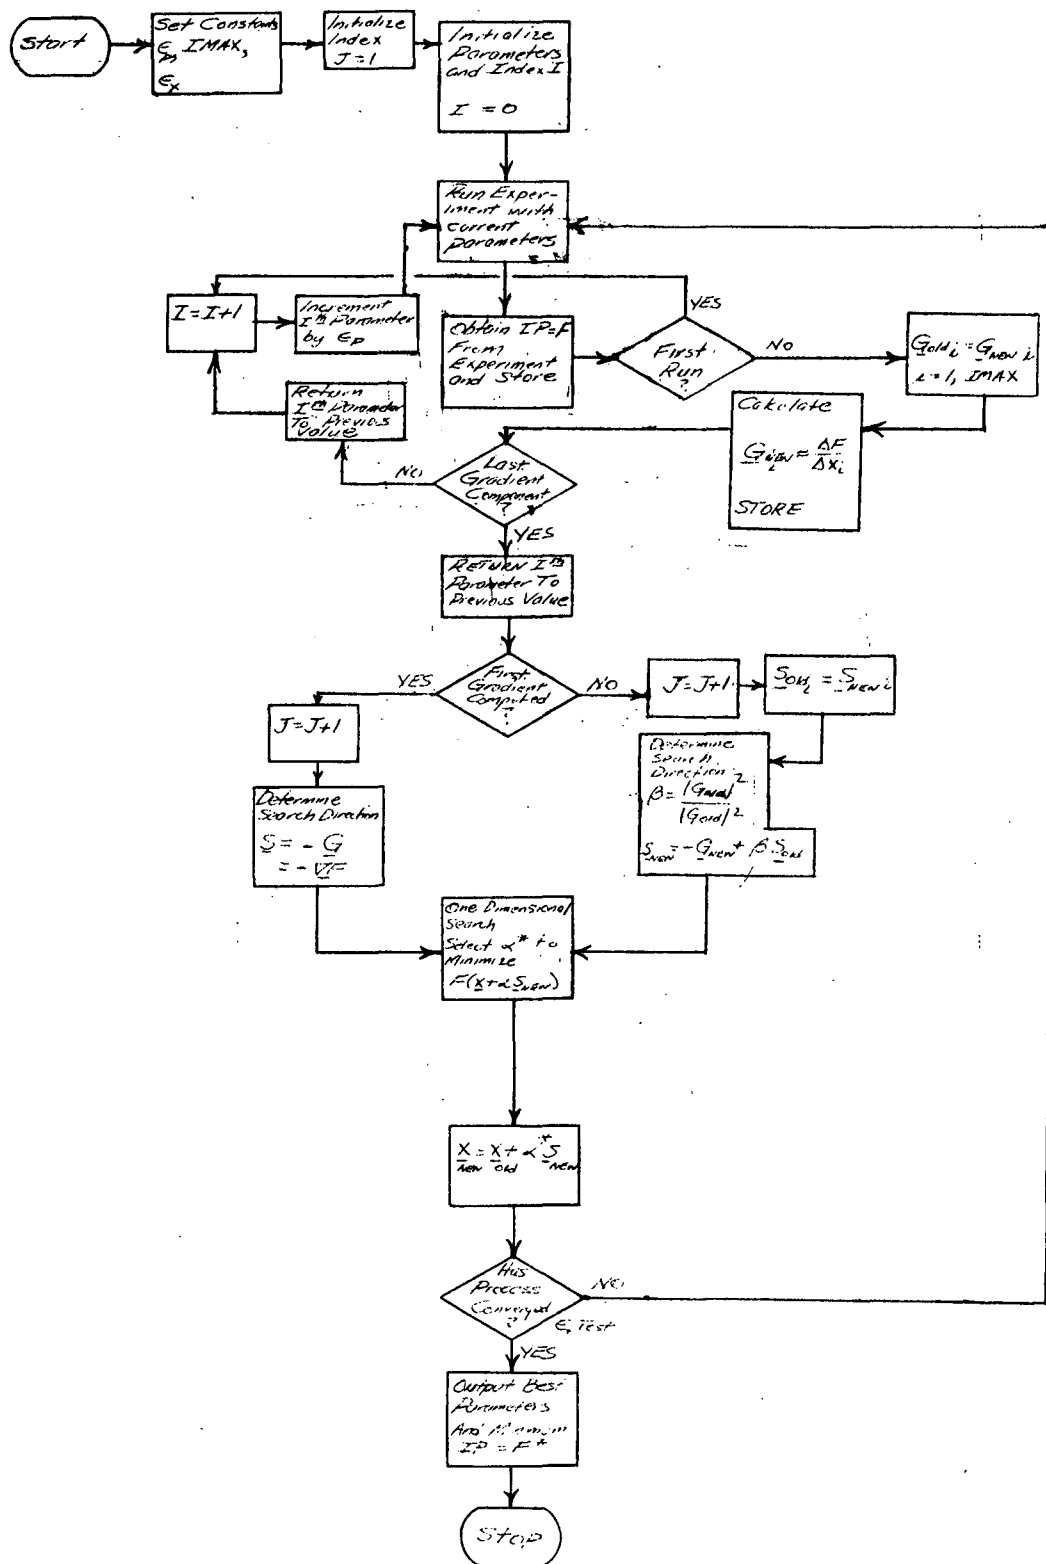 Start
Set Constants
ϵp, IMAX,
ϵx
Initialize
Index
J=1
Initialize
Parameters
and Index I
I = 0
Run Exper-
iment with
current
parameters
I=I+1
Increment
Ith Parameter
by ϵp
Obtain IP=F
From
Experiment
and Store
YES
First
Run
?
NO
Gold i = GNEW i
i=1, IMAX
Return
Ith Parameter
To Previous
Value
Calculate
GNEW i = ΔF
Δxi
STORE
NO
Last
Gradient
Component
?
YES
RETURN Ith
Parameter To
Previous Value
YES
First
Gradient
Computed
?
NO
J=J+1
SOld i = SNEW i
J=J+1
Determine
Search
Direction
β = |GNEW|²
|Gold|²
SNEW = -GNEW + β SOld
Determine
Search Direction
S = - G
= - ∇F
One Dimensional
Search
Select α* to
Minimize
F(x+αSNEW)
XNEW = XOld + α* SNEW
Has
Process
Converged
?
NO
ϵx Test
YES
Output Best
Parameters
And Minimum
IP = F*
Stop